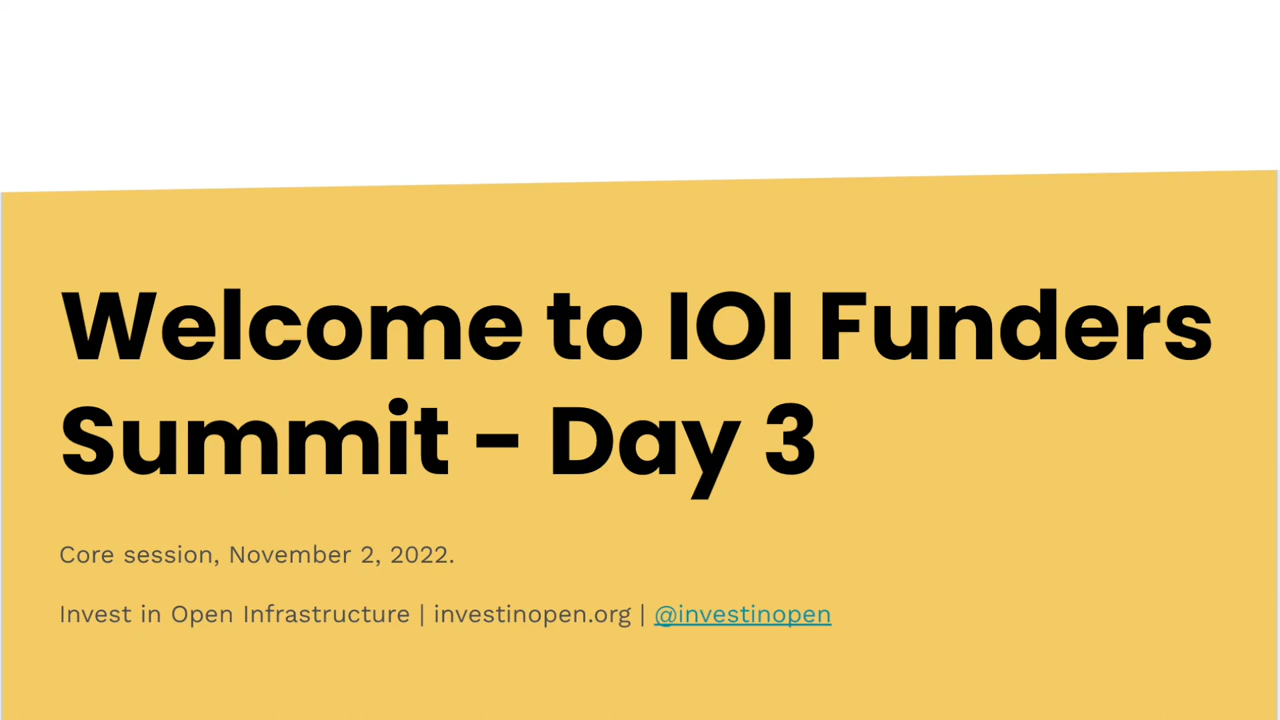 Welcome to IOI Funders
Summit - Day 3
Core session, November 2, 2022.
Invest in Open Infrastructure | investinopen.org | @investinopen